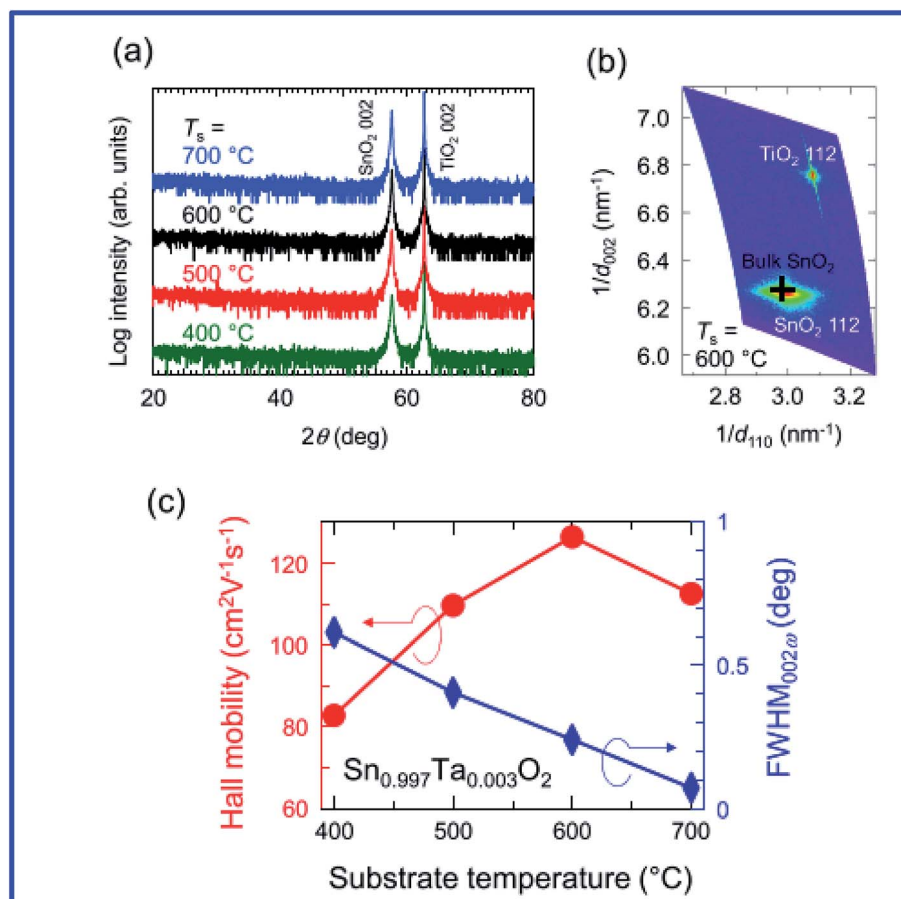 (a)
Log intensity (arb. units)
Tₛ =
700 °C
600 °C
500 °C
400 °C
SnO₂ 002
TiO₂ 002
20 40 60 80
2θ (deg)
(b)
1/d₀₀₂ (nm⁻¹)
7.0
6.8
6.6
6.4
6.2
6.0
TiO₂ 112
Bulk SnO₂
SnO₂ 112
Tₛ =
600 °C
2.8 3.0 3.2
1/d₁₁₀ (nm⁻¹)
(c)
Hall mobility (cm²V⁻¹s⁻¹)
120
100
80
60
Sn₀.₉₉₇Ta₀.₀₀₃O₂
1
0.5
0
FWHM₀₀₂ω (deg)
400 500 600 700
Substrate temperature (°C)